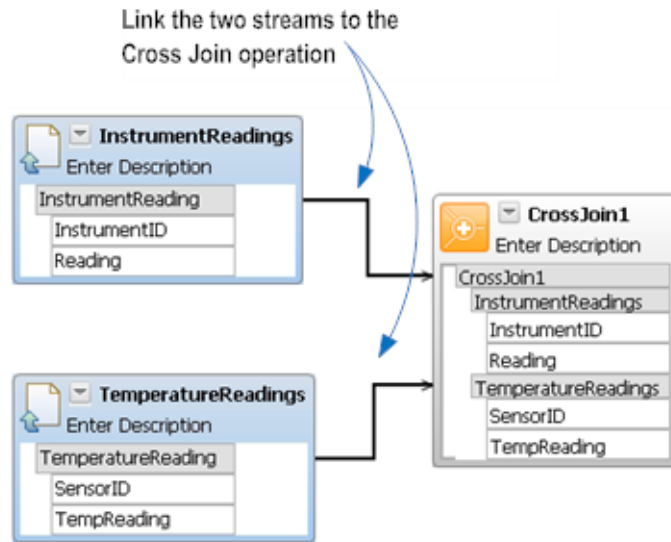 Link the two streams to the
Cross Join operation
InstrumentReadings
Enter Description
InstrumentReading
InstrumentID
Reading
CrossJoin1
Enter Description
CrossJoin1
InstrumentReadings
InstrumentID
Reading
TemperatureReadings
SensorID
TempReading
TemperatureReadings
Enter Description
TemperatureReading
SensorID
TempReading